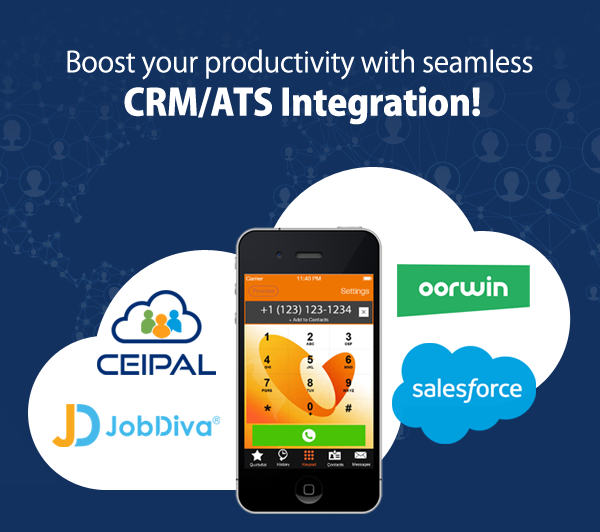 Boost your productivity with seamless
CRM/ATS Integration!
CEIPAL
JobDiva®
Carrier 11:40 PM
Settings
+1 (123) 123-1234
+ Add to Contacts
1 2 3
ABC DEF
4 5 6
GHI JKL MNO
7 8 9
PQRS TUV WXYZ
* 0 #
+
History Keypad Contacts Messages
oorwin
salesforce